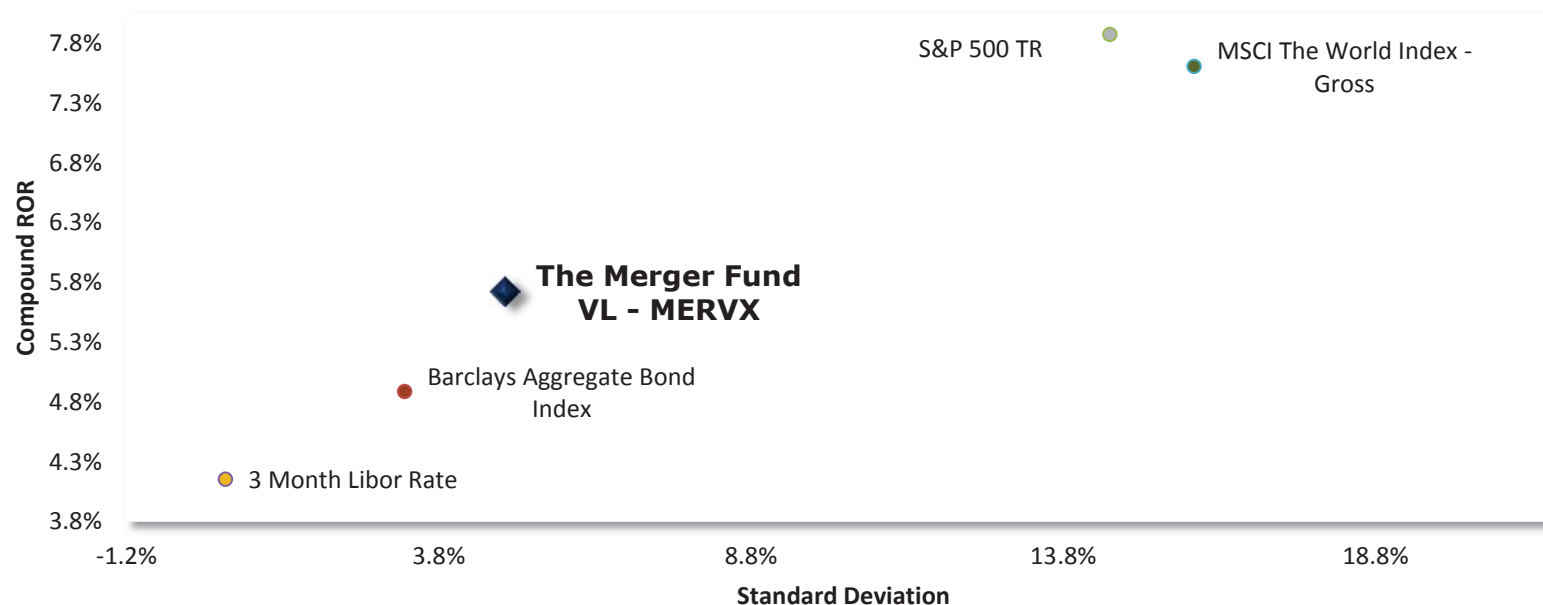 7.8%
S&P 500 TR
MSCI The World Index -
Gross
7.3%
6.8%
6.3%
Compound ROR
5.8%
The Merger Fund
VL - MERVX
5.3%
4.8%
Barclays Aggregate Bond
Index
4.3%
3 Month Libor Rate
3.8%
-1.2%
3.8%
8.8%
13.8%
18.8%
Standard Deviation